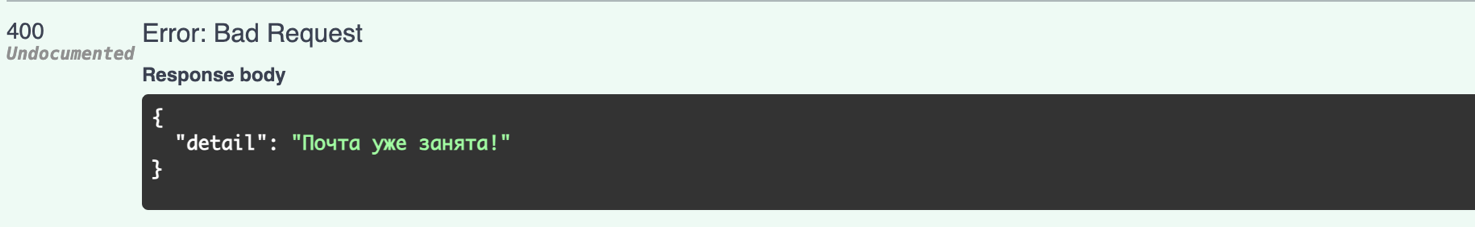 400
Undocumented
Error: Bad Request
Response body
{
"detail": "Почта уже занята!"
}